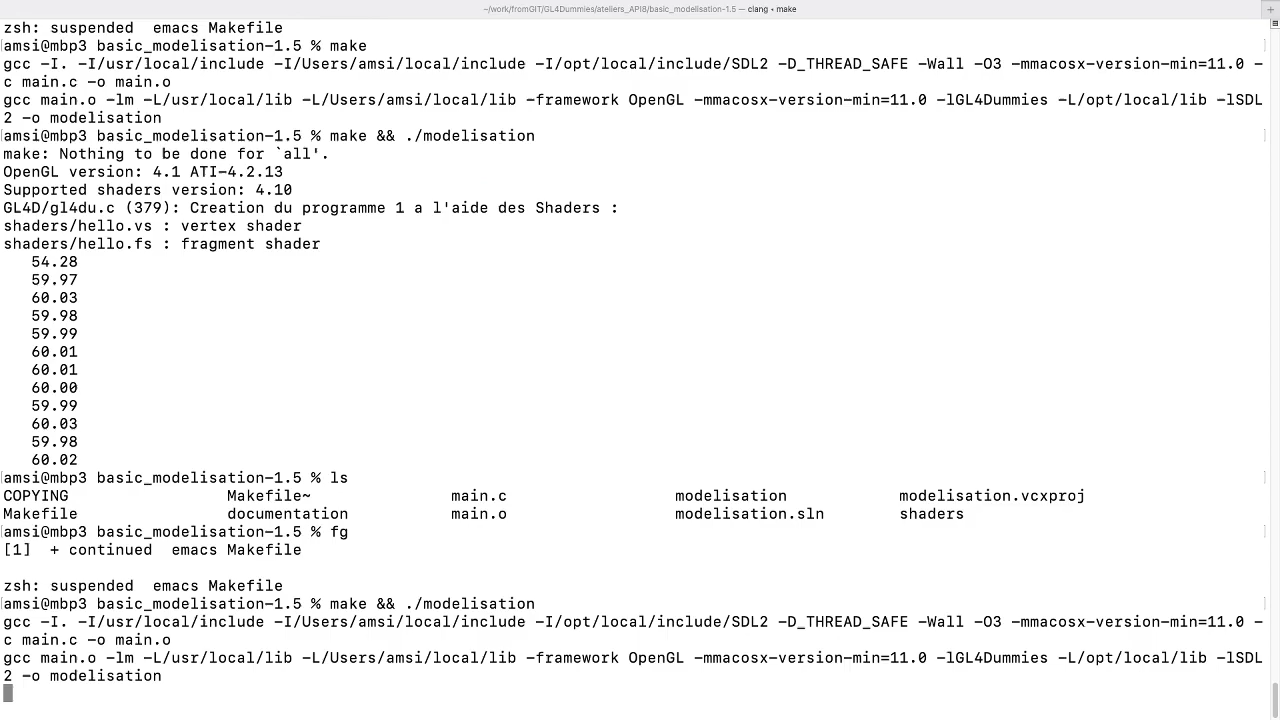 ~/work/fromGIT/GL4Dummies/ateliers_API8/basic_modelisation-1.5 — clang • make
zsh: suspended  emacs Makefile
amsi@mbp3 basic_modelisation-1.5 % make
gcc -I. -I/usr/local/include -I/Users/amsi/local/include -I/opt/local/include/SDL2 -D_THREAD_SAFE -Wall -O3 -mmacosx-version-min=11.0 -
c main.c -o main.o
gcc main.o -lm -L/usr/local/lib -L/Users/amsi/local/lib -framework OpenGL -mmacosx-version-min=11.0 -lGL4Dummies -L/opt/local/lib -lSDL
2 -o modelisation
amsi@mbp3 basic_modelisation-1.5 % make && ./modelisation
make: Nothing to be done for `all'.
OpenGL version: 4.1 ATI-4.2.13
Supported shaders version: 4.10
GL4D/gl4du.c (379): Creation du programme 1 a l'aide des Shaders :
shaders/hello.vs : vertex shader
shaders/hello.fs : fragment shader
54.28
59.97
60.03
59.98
59.99
60.01
60.01
60.00
59.99
60.03
59.98
60.02
amsi@mbp3 basic_modelisation-1.5 % ls
COPYING Makefile~ main.c modelisation modelisation.vcxproj
Makefile documentation main.o modelisation.sln shaders
amsi@mbp3 basic_modelisation-1.5 % fg
[1]  + continued  emacs Makefile
zsh: suspended  emacs Makefile
amsi@mbp3 basic_modelisation-1.5 % make && ./modelisation
gcc -I. -I/usr/local/include -I/Users/amsi/local/include -I/opt/local/include/SDL2 -D_THREAD_SAFE -Wall -O3 -mmacosx-version-min=11.0 -
c main.c -o main.o
gcc main.o -lm -L/usr/local/lib -L/Users/amsi/local/lib -framework OpenGL -mmacosx-version-min=11.0 -lGL4Dummies -L/opt/local/lib -lSDL
2 -o modelisation